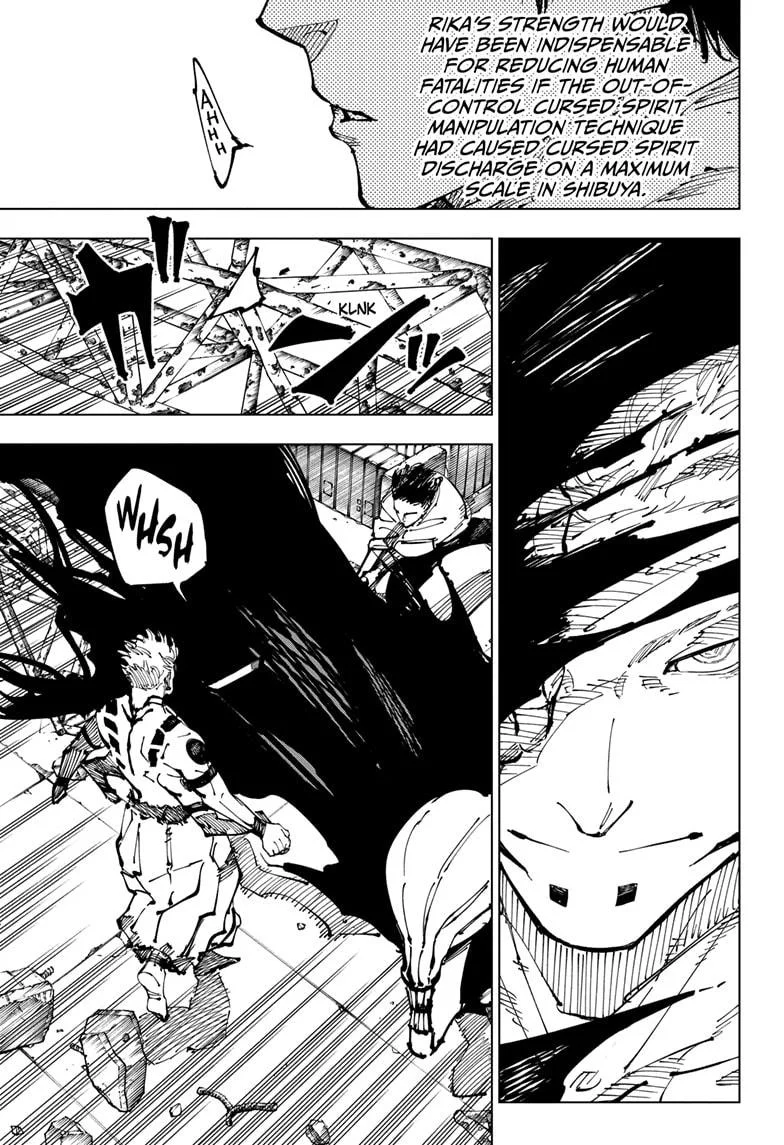 RIKA'S STRENGTH WOULD
HAVE BEEN INDISPENSABLE
FOR REDUCING HUMAN
FATALITIES IF THE OUT-OF-
CONTROL CURSED SPIRIT
MANIPULATION TECHNIQUE
HAD CAUSED CURSED SPIRIT
DISCHARGE ON A MAXIMUM
SCALE IN SHIBUYA.
AHHH
KLNK
WHSH